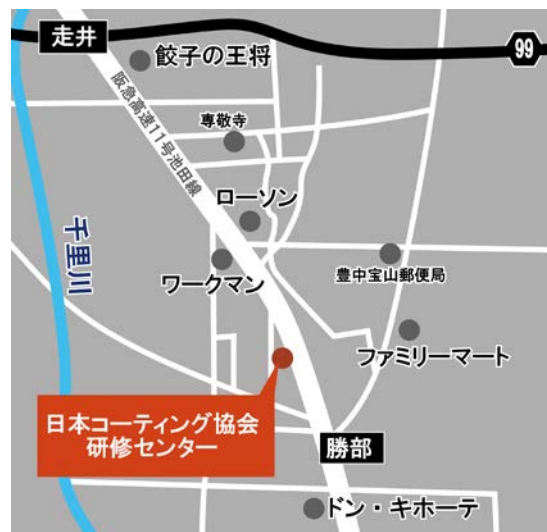 走井
99
餃子の王将
阪急高速11号池田線
専敬寺
ローソン
千里川
ワークマン
豊中宝山郵便局
ファミリーマート
日本コーティング協会
研修センター
勝部
ドン・キホーテ